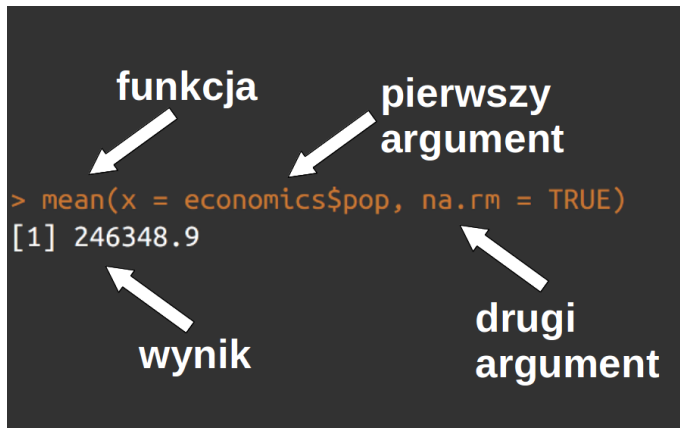 funkcja
pierwszy
argument
> mean(x = economics$pop, na.rm = TRUE)
[1] 246348.9
drugi
argument
wynik